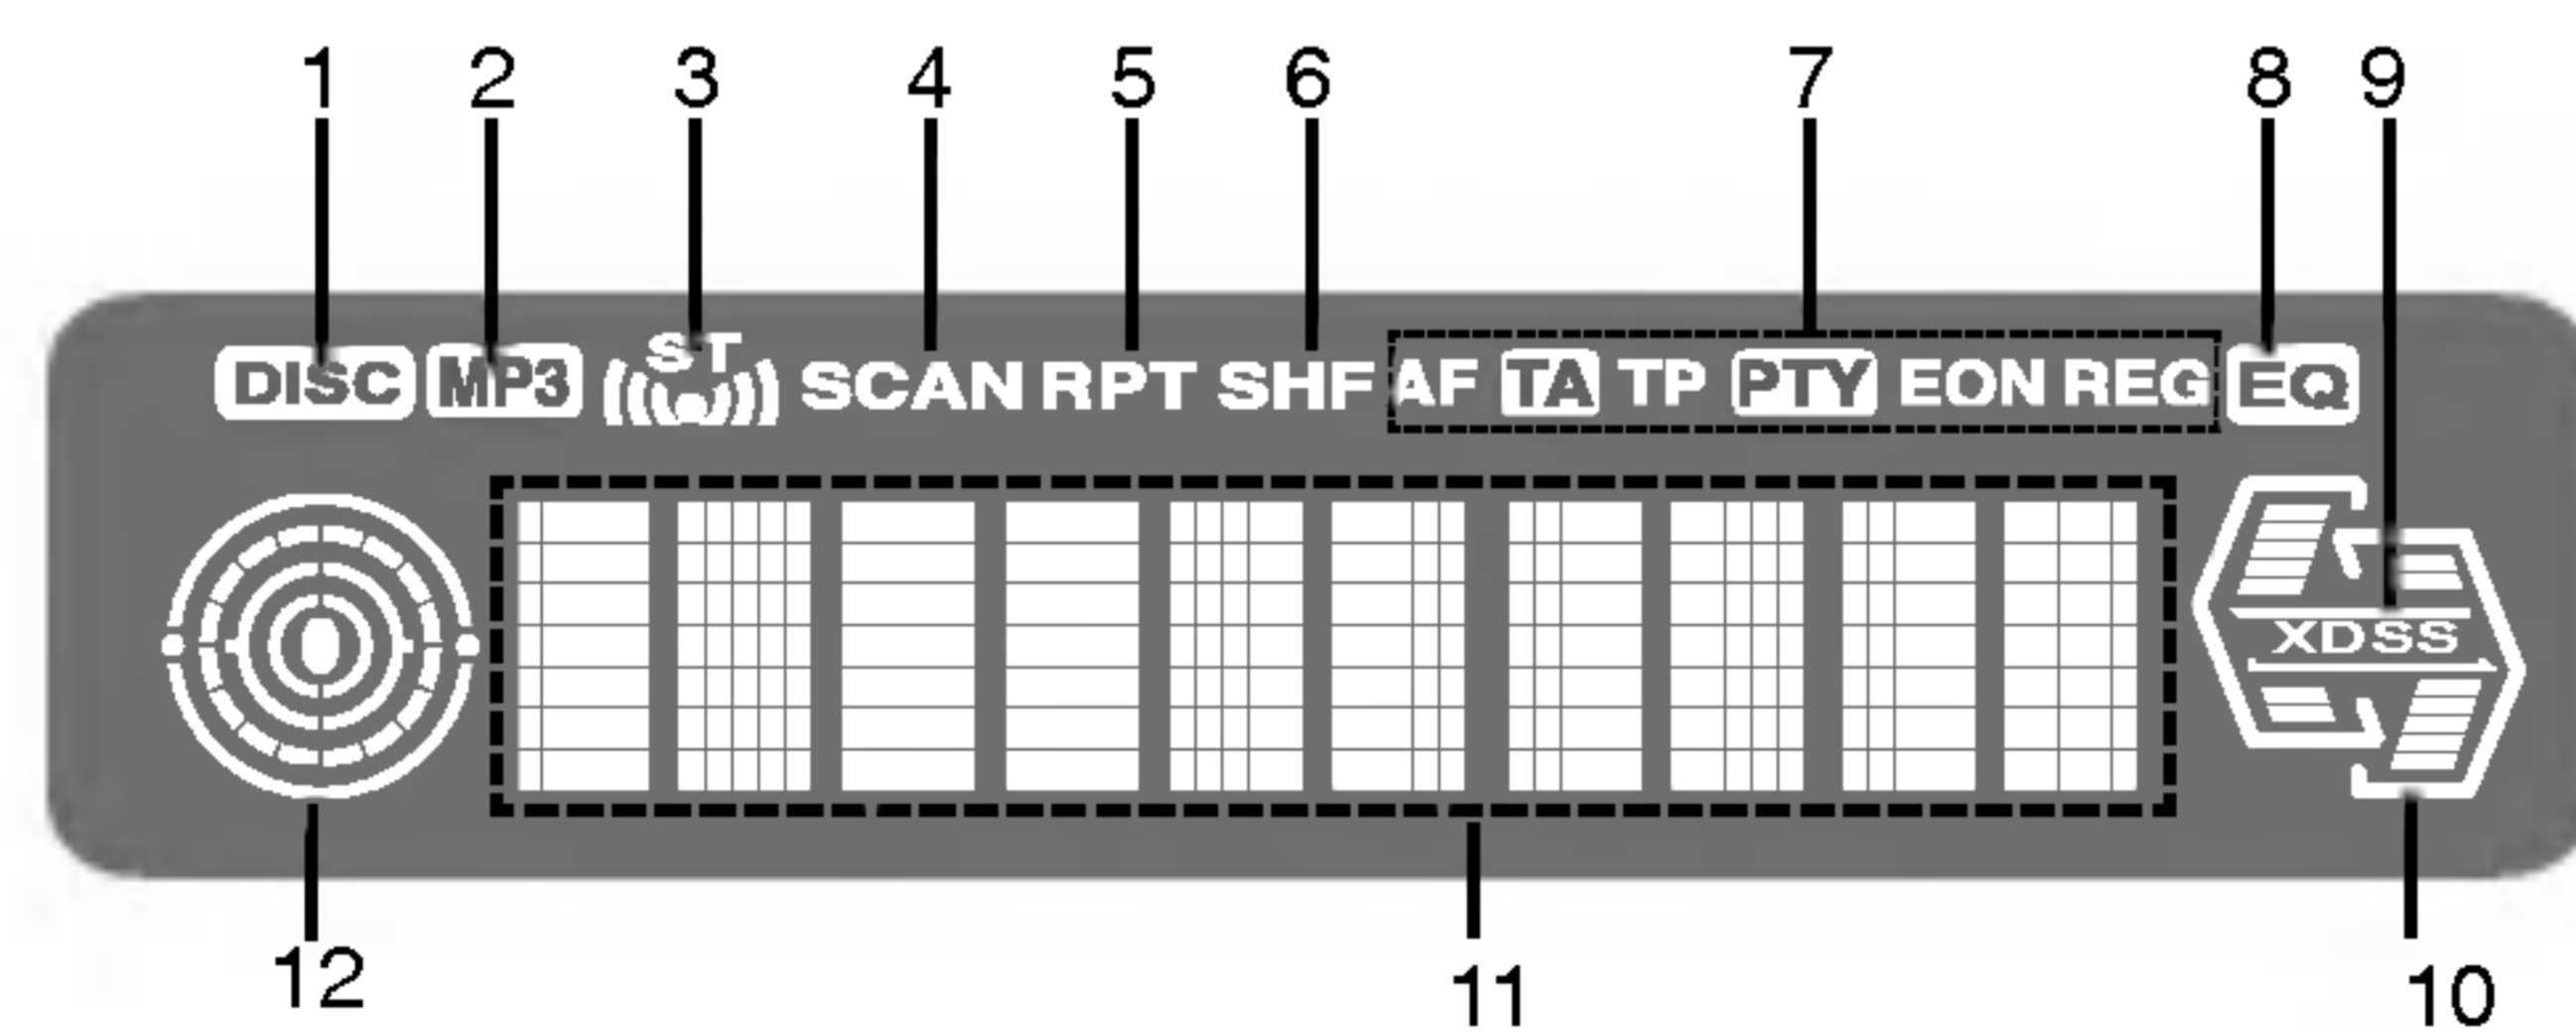 1 2 3 4 5 6 7 8 9
ST
DISC MP3 SCAN RPT SHF AF TA TP PTY EON REG EQ
XDSS
12 11 10